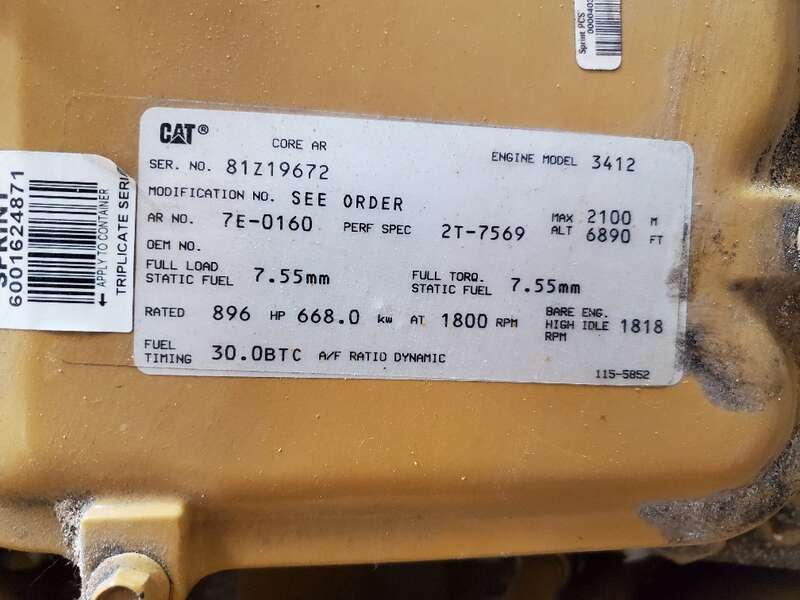 Sprint PCS
CAT®
CORE AR
ENGINE MODEL 3412
SER. NO. 81Z19672
MODIFICATION NO. SEE ORDER
AR NO. 7E-0160 PERF SPEC 2T-7569 MAX ALT 2100 M 6890 FT
OEM NO.
FULL LOAD STATIC FUEL 7.55mm FULL TORQ. STATIC FUEL 7.55mm
RATED 896 HP 668.0 kw AT 1800 RPM BARE ENG. HIGH IDLE RPM 1818
FUEL TIMING 30.0BTC A/F RATIO DYNAMIC
115-5852
SPRINT
6001624871
APPLY TO CONTAINER